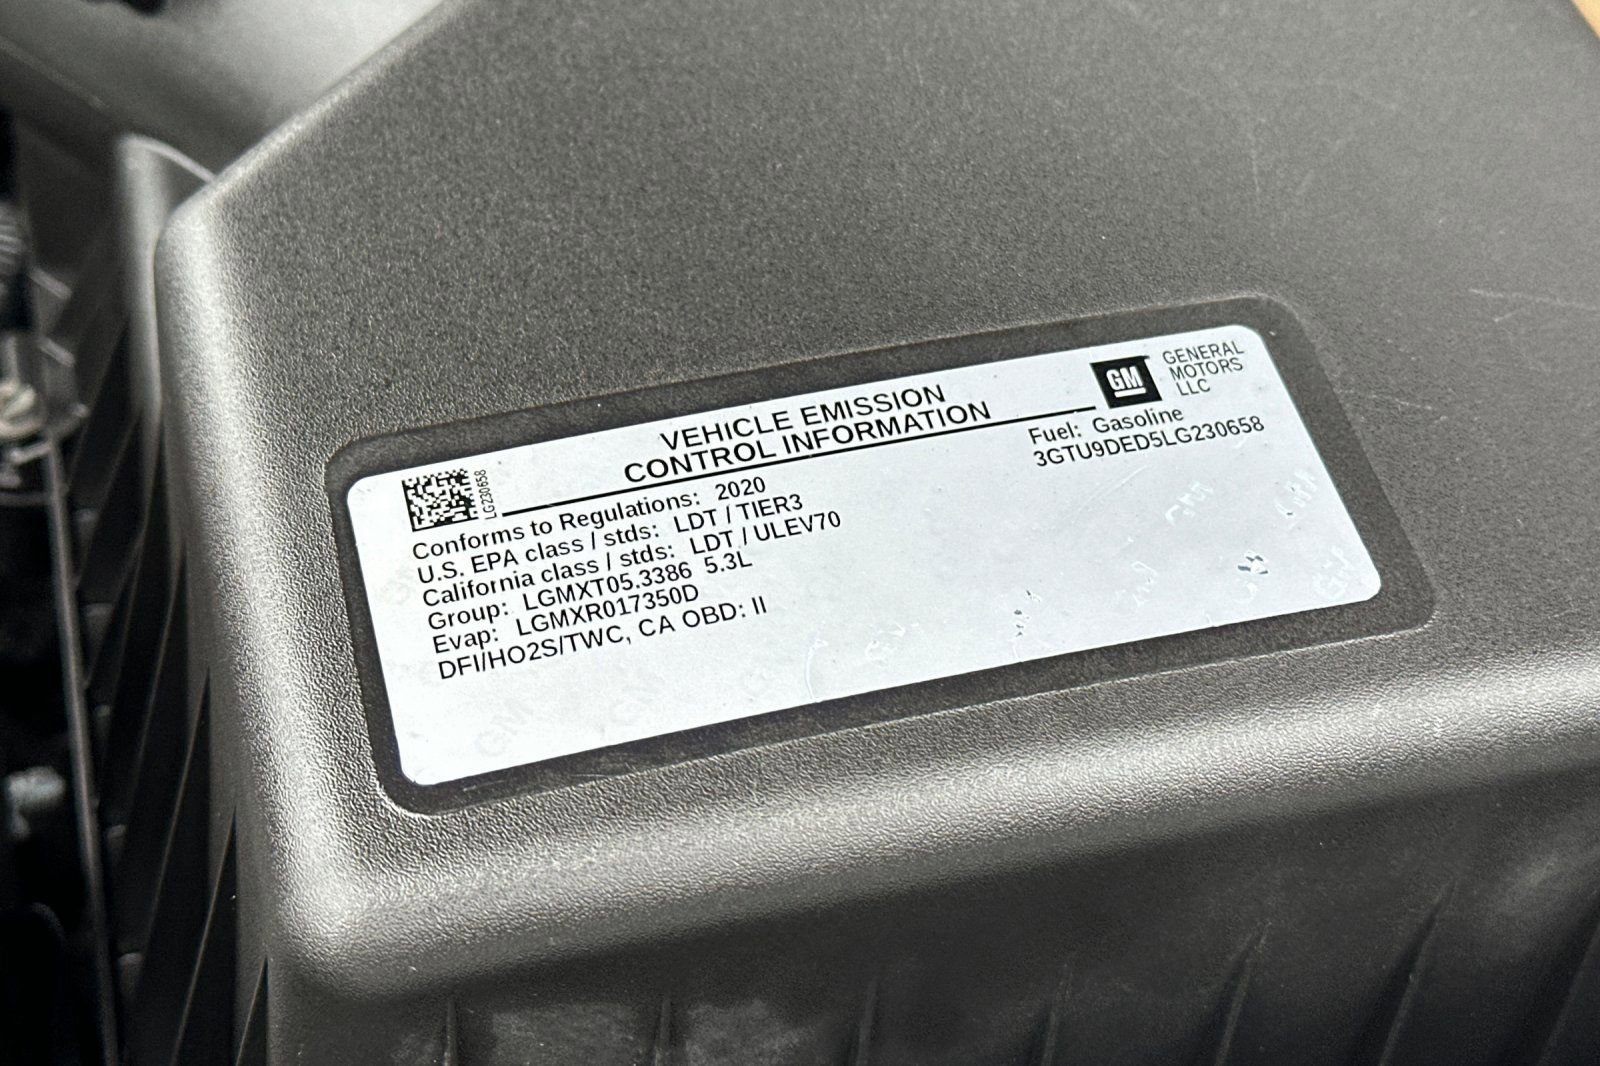 VEHICLE EMISSION
CONTROL INFORMATION
GM
GENERAL
MOTORS
LLC
LG230658
Fuel: Gasoline
3GTU9DED5LG230658
Conforms to Regulations: 2020
U.S. EPA class / stds: LDT / TIER3
California class / stds: LDT / ULEV70
Group: LGMXT05.3386 5.3L
Evap: LGMXR017350D
DFI/HO2S/TWC, CA OBD: II